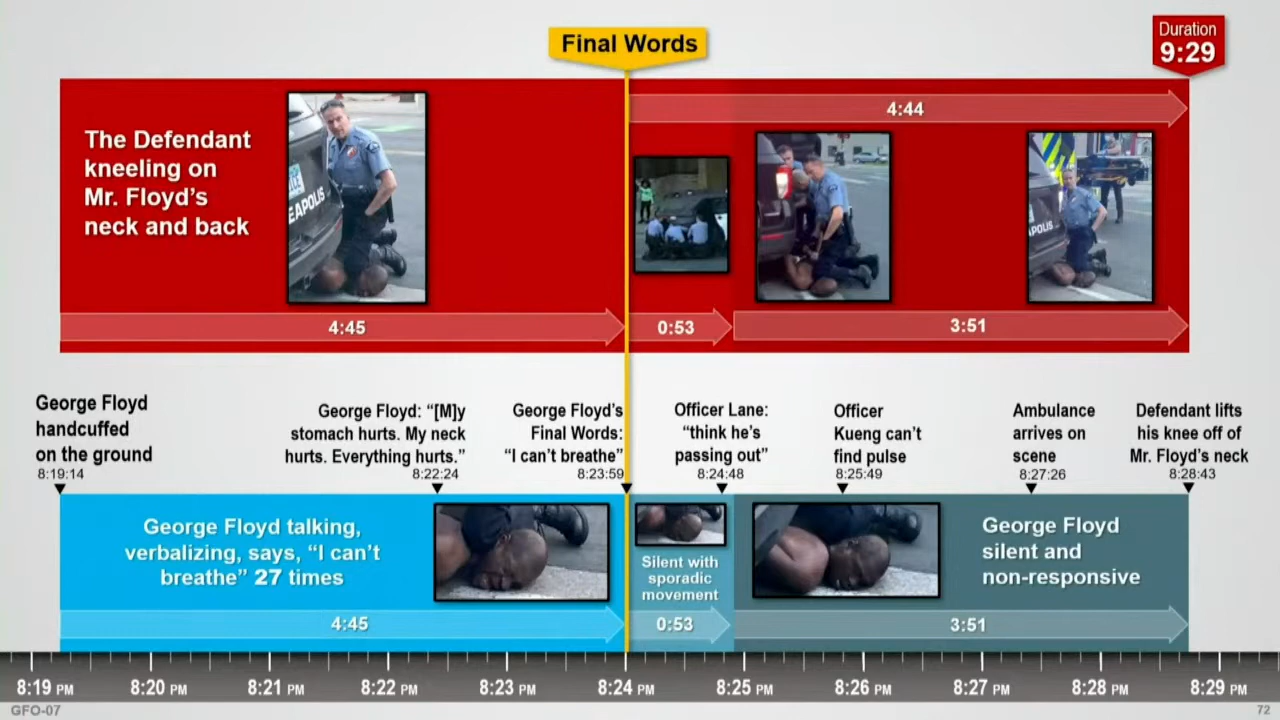 Final Words
Duration
9:29
The Defendant
kneeling on
Mr. Floyd's
neck and back
EAPOLIS
APOLIS
4:44
4:45
0:53
3:51
George Floyd
handcuffed
on the ground
8:19:14
George Floyd: “[M]y
stomach hurts. My neck
hurts. Everything hurts.”
8:22:24
George Floyd's
Final Words:
“I can't breathe”
8:23:59
Officer Lane:
“think he's
passing out”
8:24:48
Officer
Kueng can't
find pulse
8:25:49
Ambulance
arrives on
scene
8:27:26
Defendant lifts
his knee off of
Mr. Floyd's neck
8:28:43
George Floyd talking,
verbalizing, says, “I can't
breathe” 27 times
Silent with
sporadic
movement
George Floyd
silent and
non-responsive
4:45
0:53
3:51
8:19 PM
8:20 PM
8:21 PM
8:22 PM
8:23 PM
8:24 PM
8:25 PM
8:26 PM
8:27 PM
8:28 PM
8:29 PM
GFO-07
72